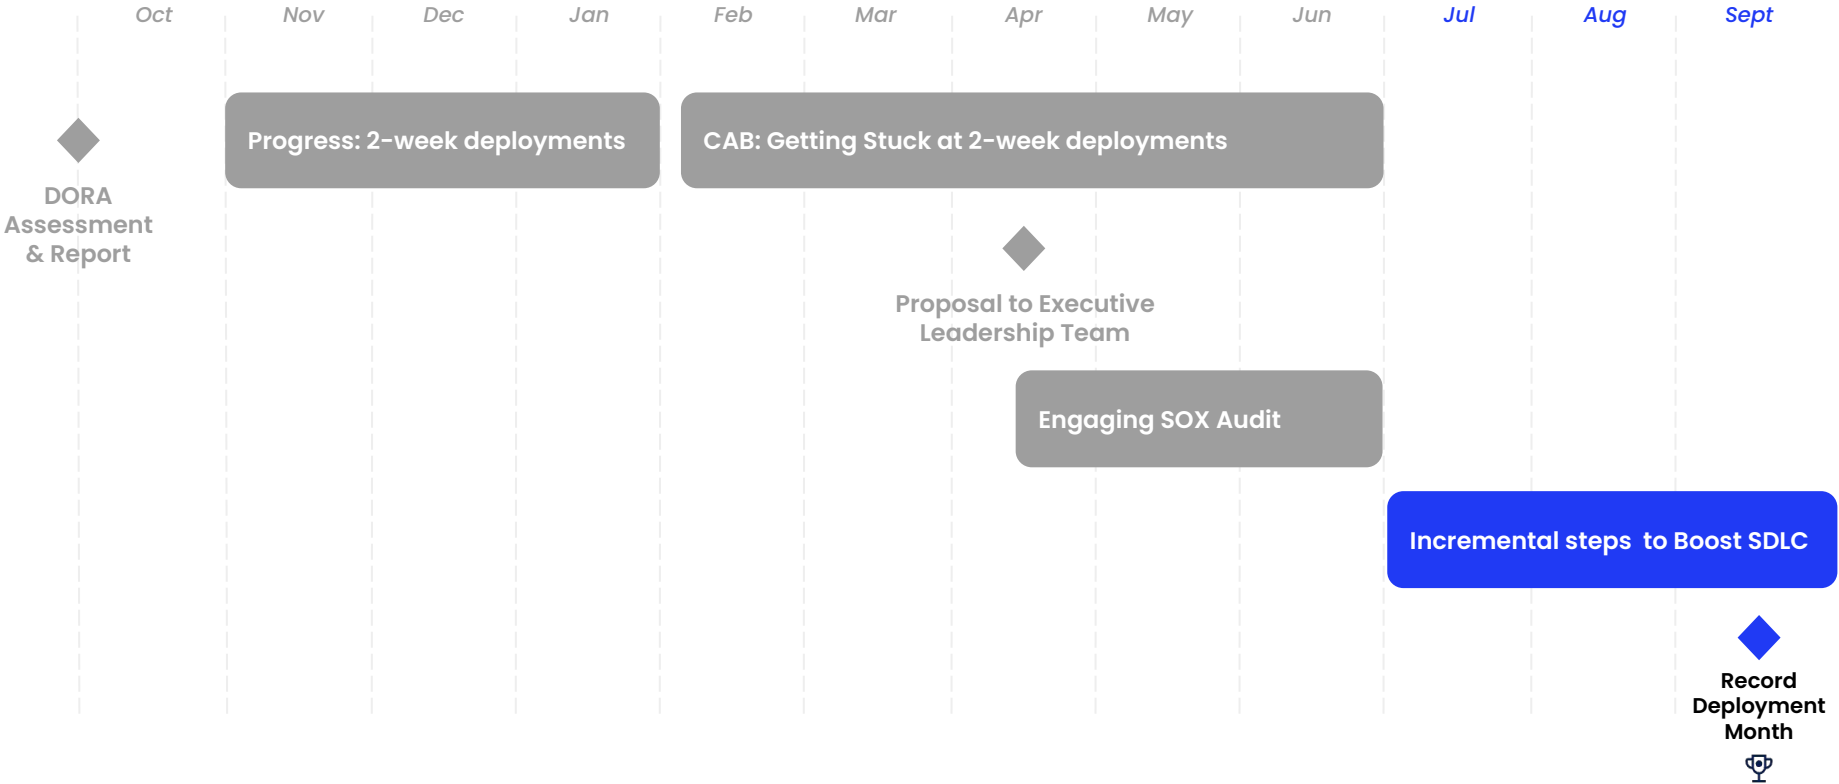 Oct Nov Dec Jan Feb Mar Apr May Jun Jul Aug Sept
Progress: 2-week deployments
CAB: Getting Stuck at 2-week deployments
DORA
Assessment
& Report
Proposal to Executive
Leadership Team
Engaging SOX Audit
Incremental steps to Boost SDLC
Record
Deployment
Month